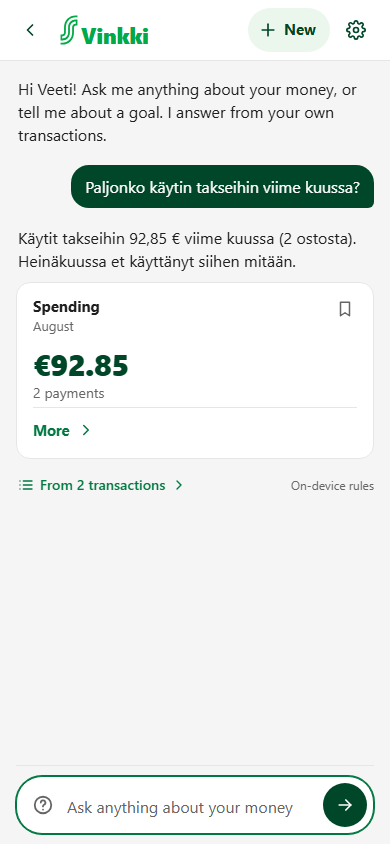 Vinkki
New
Hi Veeti! Ask me anything about your money, or
tell me about a goal. I answer from your own
transactions.
Paljonko käytin takseihin viime kuussa?
Käytit takseihin 92,85 € viime kuussa (2 ostosta).
Heinäkuussa et käyttänyt siihen mitään.
Spending
August
€92.85
2 payments
More
From 2 transactions
On-device rules
Ask anything about your money